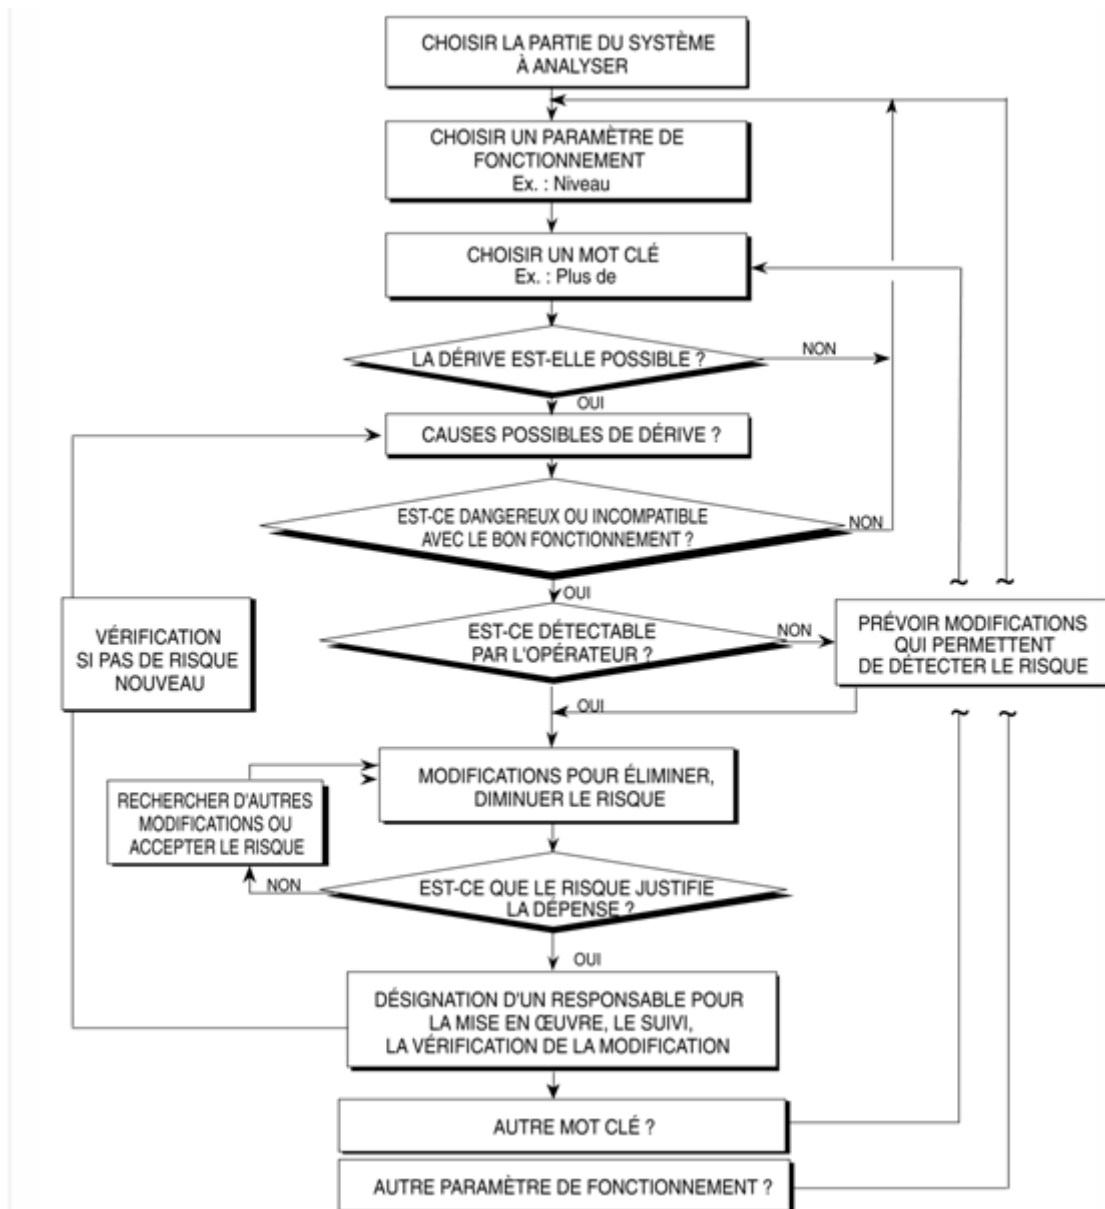 CHOISIR LA PARTIE DU SYSTÈME
À ANALYSER
CHOISIR UN PARAMÈTRE DE
FONCTIONNEMENT
Ex. : Niveau
CHOISIR UN MOT CLÉ
Ex. : Plus de
LA DÉRIVE EST-ELLE POSSIBLE ?
NON
OUI
CAUSES POSSIBLES DE DÉRIVE ?
EST-CE DANGEREUX OU INCOMPATIBLE
AVEC LE BON FONCTIONNEMENT ?
NON
OUI
EST-CE DÉTECTABLE
PAR L'OPÉRATEUR ?
NON
PRÉVOIR MODIFICATIONS
QUI PERMETTENT
DE DÉTECTER LE RISQUE
VÉRIFICATION
SI PAS DE RISQUE
NOUVEAU
OUI
MODIFICATIONS POUR ÉLIMINER,
DIMINUER LE RISQUE
RECHERCHER D'AUTRES
MODIFICATIONS OU
ACCEPTER LE RISQUE
NON
EST-CE QUE LE RISQUE JUSTIFIE
LA DÉPENSE ?
OUI
DÉSIGNATION D'UN RESPONSABLE POUR
LA MISE EN ŒUVRE, LE SUIVI,
LA VÉRIFICATION DE LA MODIFICATION
AUTRE MOT CLÉ ?
AUTRE PARAMÈTRE DE FONCTIONNEMENT ?